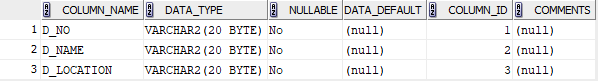 COLUMN_NAME DATA_TYPE NULLABLE DATA_DEFAULT COLUMN_ID COMMENTS
1 D_NO VARCHAR2(20 BYTE) No (null) 1 (null)
2 D_NAME VARCHAR2(20 BYTE) No (null) 2 (null)
3 D_LOCATION VARCHAR2(20 BYTE) No (null) 3 (null)